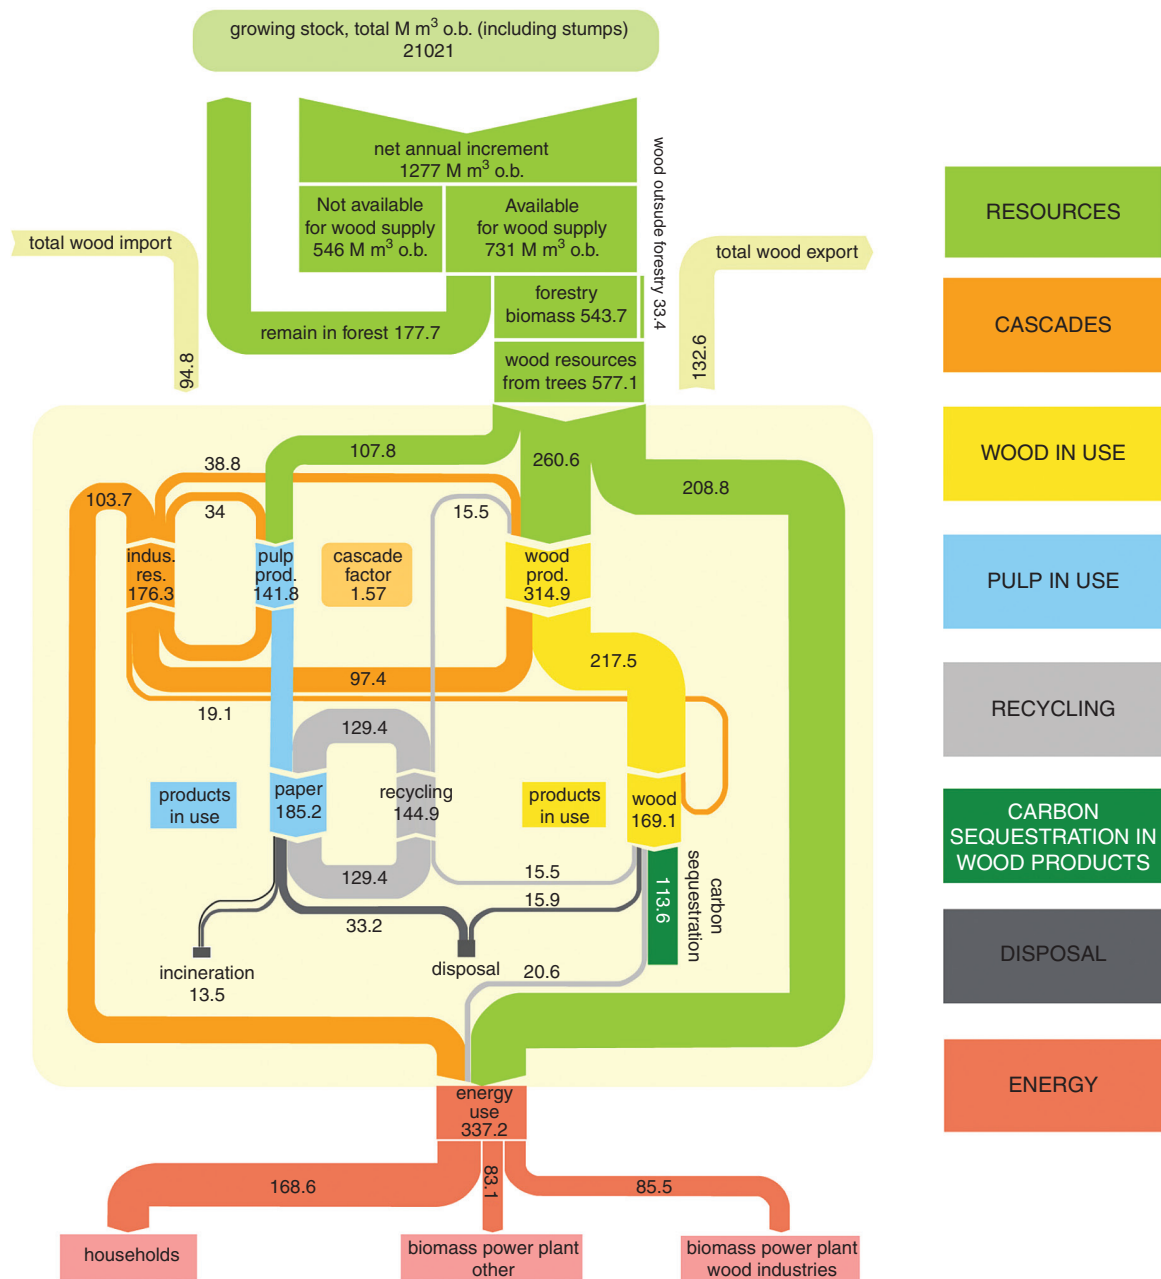 growing stock, total M m³ o.b. (including stumps)
21021
net annual increment
1277 M m³ o.b.
Not available
for wood supply
546 M m³ o.b.
Available
for wood supply
731 M m³ o.b.
wood outsude forestry 33.4
total wood import
94.8
total wood export
132.6
forestry
biomass 543.7
remain in forest 177.7
wood resources
from trees 577.1
107.8
260.6
208.8
38.8
103.7
34
15.5
indus.
res.
176.3
pulp
prod.
141.8
cascade
factor
1.57
wood
prod.
314.9
97.4
217.5
19.1
129.4
products
in use
paper
185.2
recycling
144.9
products
in use
wood
169.1
129.4
15.5
15.9
33.2
113.6
carbon
sequestration
incineration
13.5
disposal
20.6
energy
use
337.2
168.6
83.1
85.5
households
biomass power plant
other
biomass power plant
wood industries
RESOURCES
CASCADES
WOOD IN USE
PULP IN USE
RECYCLING
CARBON
SEQUESTRATION IN
WOOD PRODUCTS
DISPOSAL
ENERGY